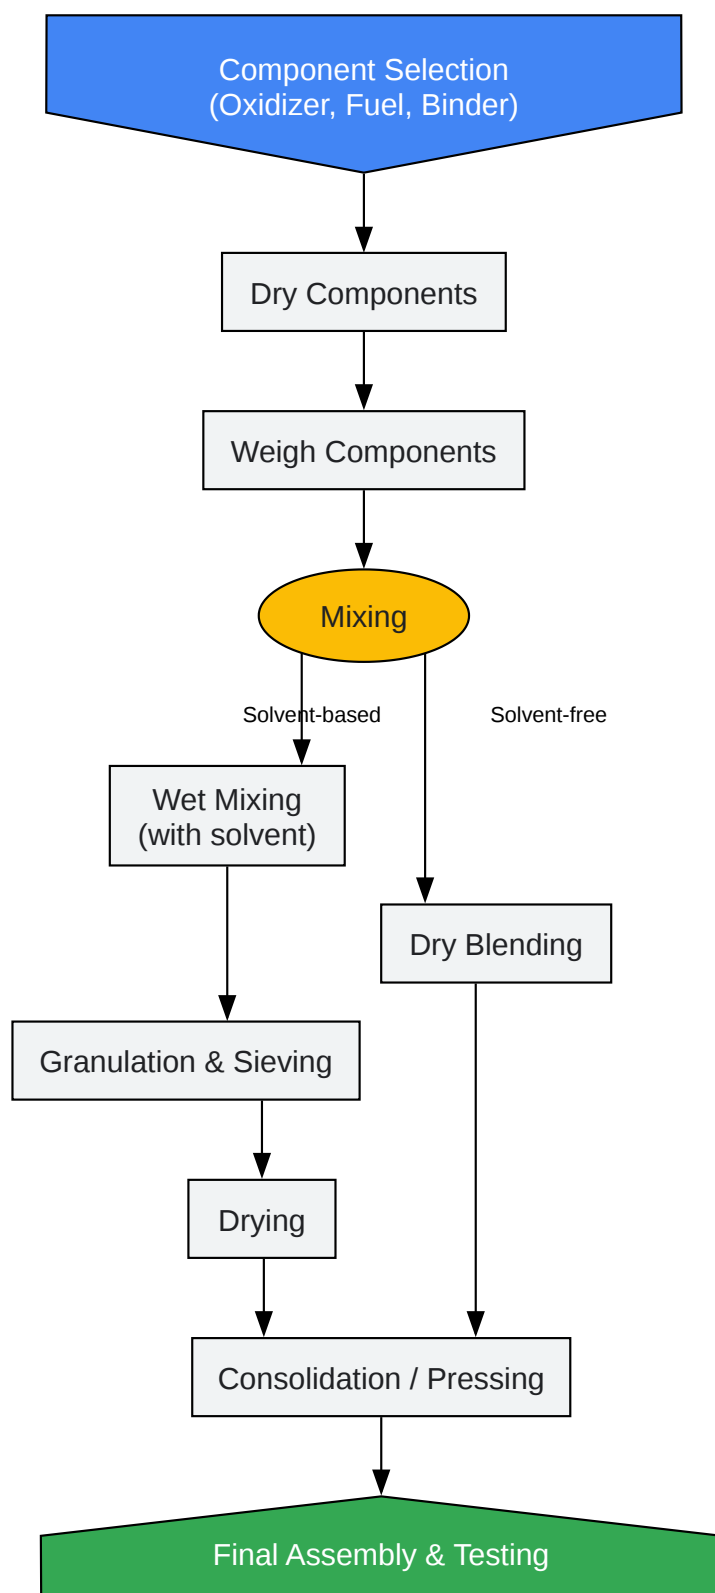 Component Selection
(Oxidizer, Fuel, Binder)
Dry Components
Weigh Components
Mixing
Solvent-based
Solvent-free
Wet Mixing
(with solvent)
Dry Blending
Granulation & Sieving
Drying
Consolidation / Pressing
Final Assembly & Testing